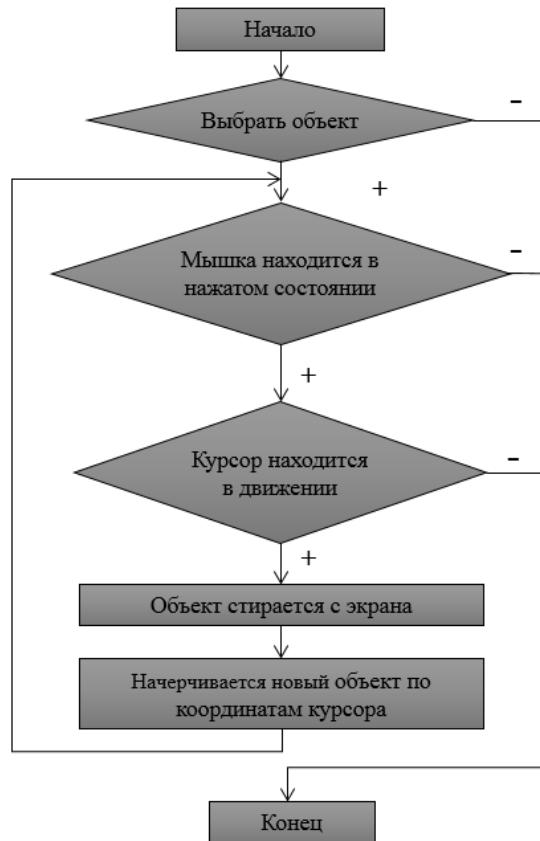 Начало
-
Выбрать объект
+
-
Мышка находится в
нажатом состоянии
+
-
Курсор находится
в движении
+
Объект стирается с экрана
Начерчивается новый объект по
координатам курсора
Конец